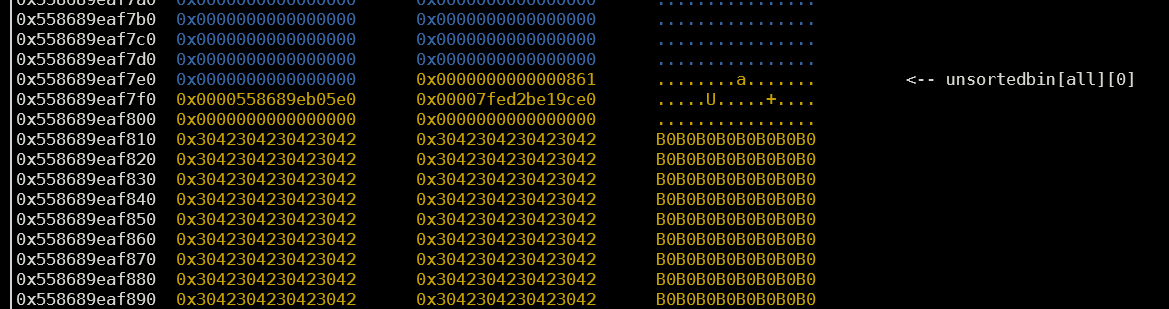 0x558689eaf7a0 0x0000000000000000 0x0000000000000000 ................
0x558689eaf7b0 0x0000000000000000 0x0000000000000000 ................
0x558689eaf7c0 0x0000000000000000 0x0000000000000000 ................
0x558689eaf7d0 0x0000000000000000 0x0000000000000000 ................
0x558689eaf7e0 0x0000000000000000 0x0000000000000861 ........a....... <-- unsortedbin[all][0]
0x558689eaf7f0 0x0000558689eb05e0 0x00007fed2be19ce0 .....U.....+....
0x558689eaf800 0x0000000000000000 0x0000000000000000 ................
0x558689eaf810 0x3042304230423042 0x3042304230423042 B0B0B0B0B0B0B0B0
0x558689eaf820 0x3042304230423042 0x3042304230423042 B0B0B0B0B0B0B0B0
0x558689eaf830 0x3042304230423042 0x3042304230423042 B0B0B0B0B0B0B0B0
0x558689eaf840 0x3042304230423042 0x3042304230423042 B0B0B0B0B0B0B0B0
0x558689eaf850 0x3042304230423042 0x3042304230423042 B0B0B0B0B0B0B0B0
0x558689eaf860 0x3042304230423042 0x3042304230423042 B0B0B0B0B0B0B0B0
0x558689eaf870 0x3042304230423042 0x3042304230423042 B0B0B0B0B0B0B0B0
0x558689eaf880 0x3042304230423042 0x3042304230423042 B0B0B0B0B0B0B0B0
0x558689eaf890 0x3042304230423042 0x3042304230423042 B0B0B0B0B0B0B0B0